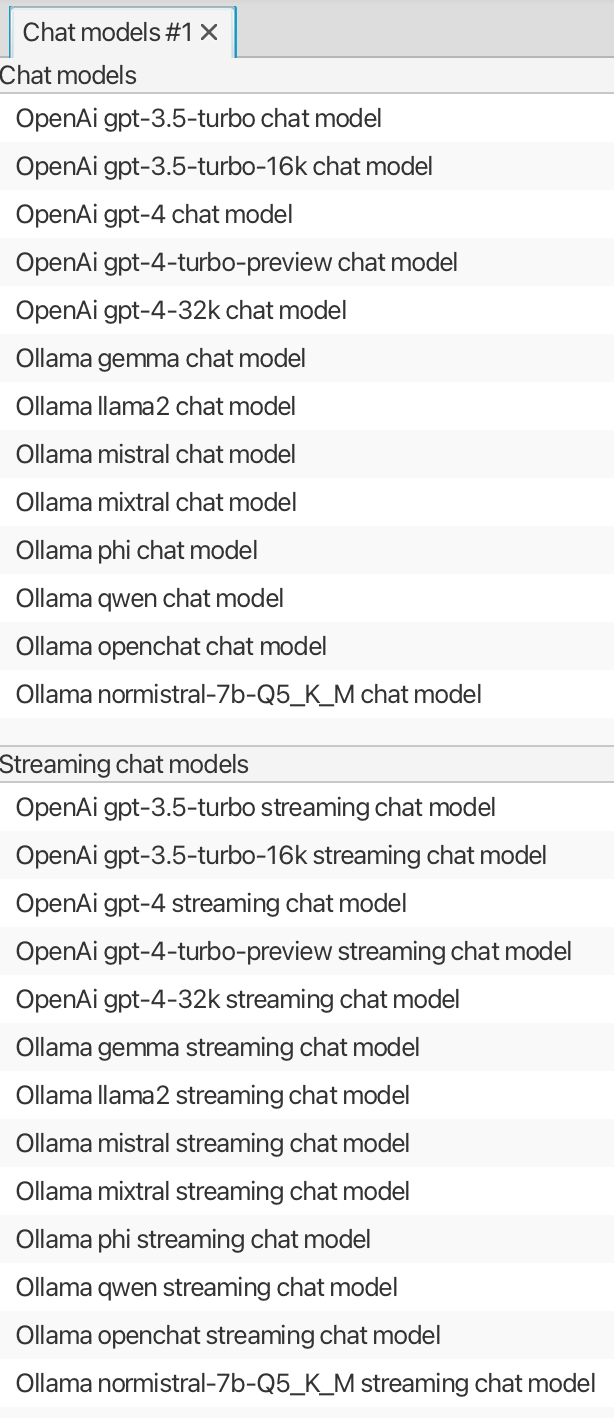 Chat models #1 ×
Chat models
OpenAi gpt-3.5-turbo chat model
OpenAi gpt-3.5-turbo-16k chat model
OpenAi gpt-4 chat model
OpenAi gpt-4-turbo-preview chat model
OpenAi gpt-4-32k chat model
Ollama gemma chat model
Ollama llama2 chat model
Ollama mistral chat model
Ollama mixtral chat model
Ollama phi chat model
Ollama qwen chat model
Ollama openchat chat model
Ollama normistral-7b-Q5_K_M chat model
Streaming chat models
OpenAi gpt-3.5-turbo streaming chat model
OpenAi gpt-3.5-turbo-16k streaming chat model
OpenAi gpt-4 streaming chat model
OpenAi gpt-4-turbo-preview streaming chat model
OpenAi gpt-4-32k streaming chat model
Ollama gemma streaming chat model
Ollama llama2 streaming chat model
Ollama mistral streaming chat model
Ollama mixtral streaming chat model
Ollama phi streaming chat model
Ollama qwen streaming chat model
Ollama openchat streaming chat model
Ollama normistral-7b-Q5_K_M streaming chat model